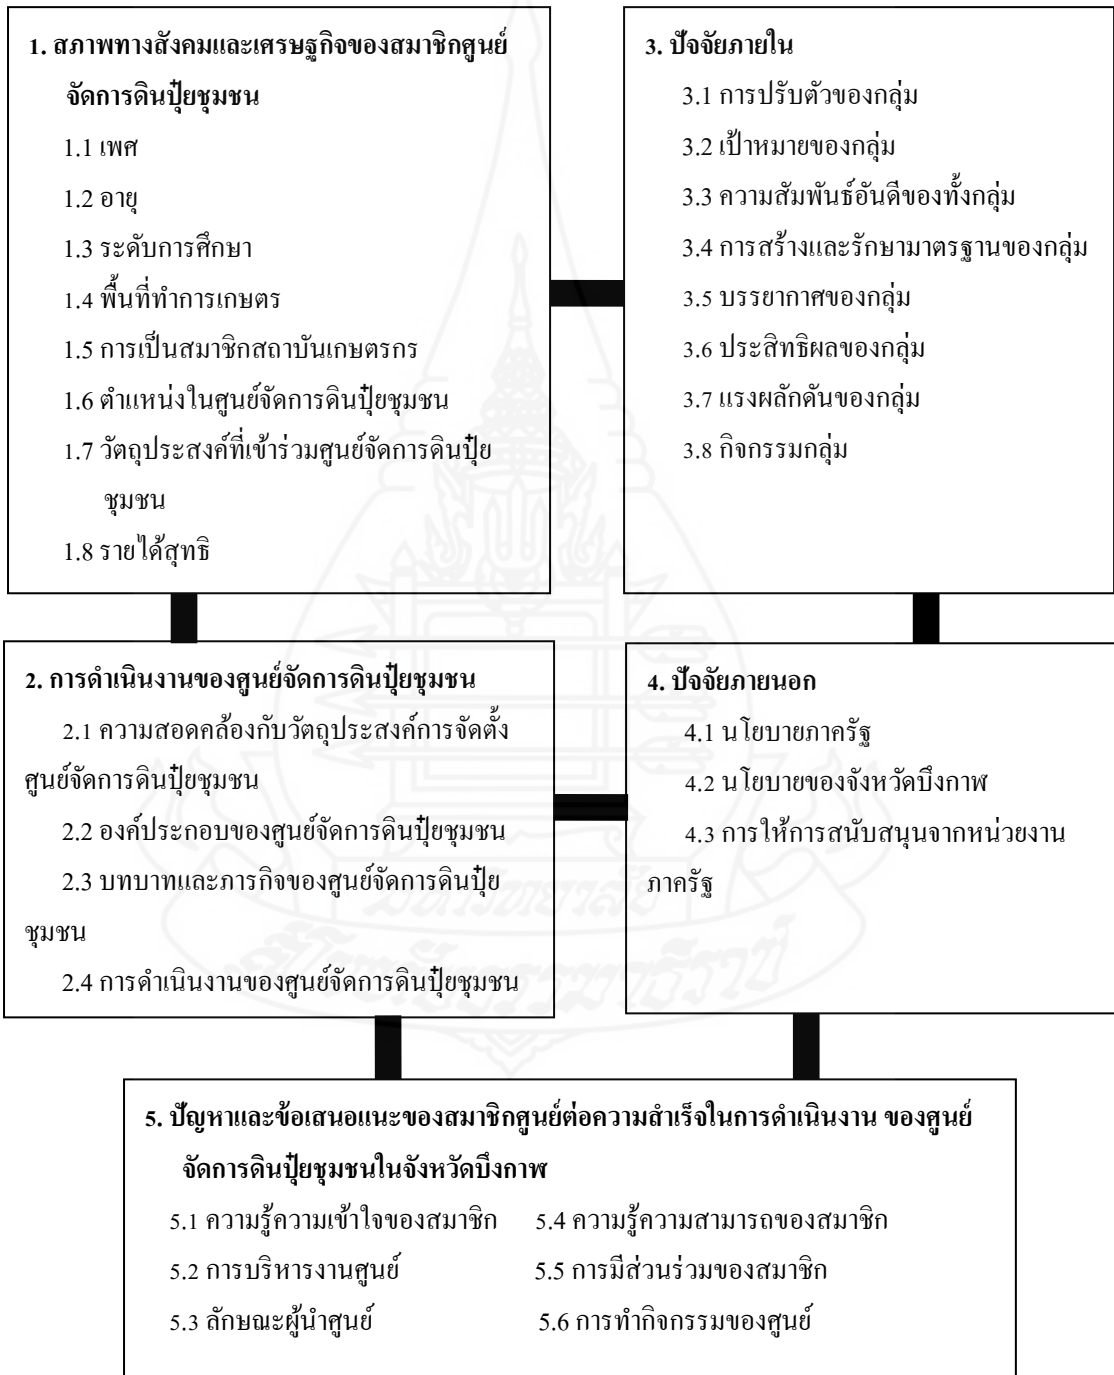 1. สภาพทางสังคมและเศรษฐกิจของสมาชิกศูนย์
จัดการดินปุ๋ยชุมชน
1.1 เพศ
1.2 อายุ
1.3 ระดับการศึกษา
1.4 พื้นที่ทำการเกษตร
1.5 การเป็นสมาชิกสถาบันเกษตรกร
1.6 ตำแหน่งในศูนย์จัดการดินปุ๋ยชุมชน
1.7 วัตถุประสงค์ที่เข้าร่วมศูนย์จัดการดินปุ๋ย
ชุมชน
1.8 รายได้สุทธิ
3. ปัจจัยภายใน
3.1 การปรับตัวของกลุ่ม
3.2 เป้าหมายของกลุ่ม
3.3 ความสัมพันธ์อันดีของทั้งกลุ่ม
3.4 การสร้างและรักษามาตรฐานของกลุ่ม
3.5 บรรยากาศของกลุ่ม
3.6 ประสิทธิผลของกลุ่ม
3.7 แรงผลักดันของกลุ่ม
3.8 กิจกรรมกลุ่ม
2. การดำเนินงานของศูนย์จัดการดินปุ๋ยชุมชน
2.1 ความสอดคล้องกับวัตถุประสงค์การจัดตั้ง
ศูนย์จัดการดินปุ๋ยชุมชน
2.2 องค์ประกอบของศูนย์จัดการดินปุ๋ยชุมชน
2.3 บทบาทและภารกิจของศูนย์จัดการดินปุ๋ย
ชุมชน
2.4 การดำเนินงานของศูนย์จัดการดินปุ๋ยชุมชน
4. ปัจจัยภายนอก
4.1 นโยบายภาครัฐ
4.2 นโยบายของจังหวัดบึงกาฬ
4.3 การให้การสนับสนุนจากหน่วยงาน
ภาครัฐ
มหาวิทยาลัย
สุโขทัยธรรมาธิราช
5. ปัญหาและข้อเสนอแนะของสมาชิกศูนย์ต่อความสำเร็จในการดำเนินงาน ของศูนย์
จัดการดินปุ๋ยชุมชนในจังหวัดบึงกาฬ
5.1 ความรู้ความเข้าใจของสมาชิก 5.4 ความรู้ความสามารถของสมาชิก
5.2 การบริหารงานศูนย์ 5.5 การมีส่วนร่วมของสมาชิก
5.3 ลักษณะผู้นำศูนย์ 5.6 การทำกิจกรรมของศูนย์